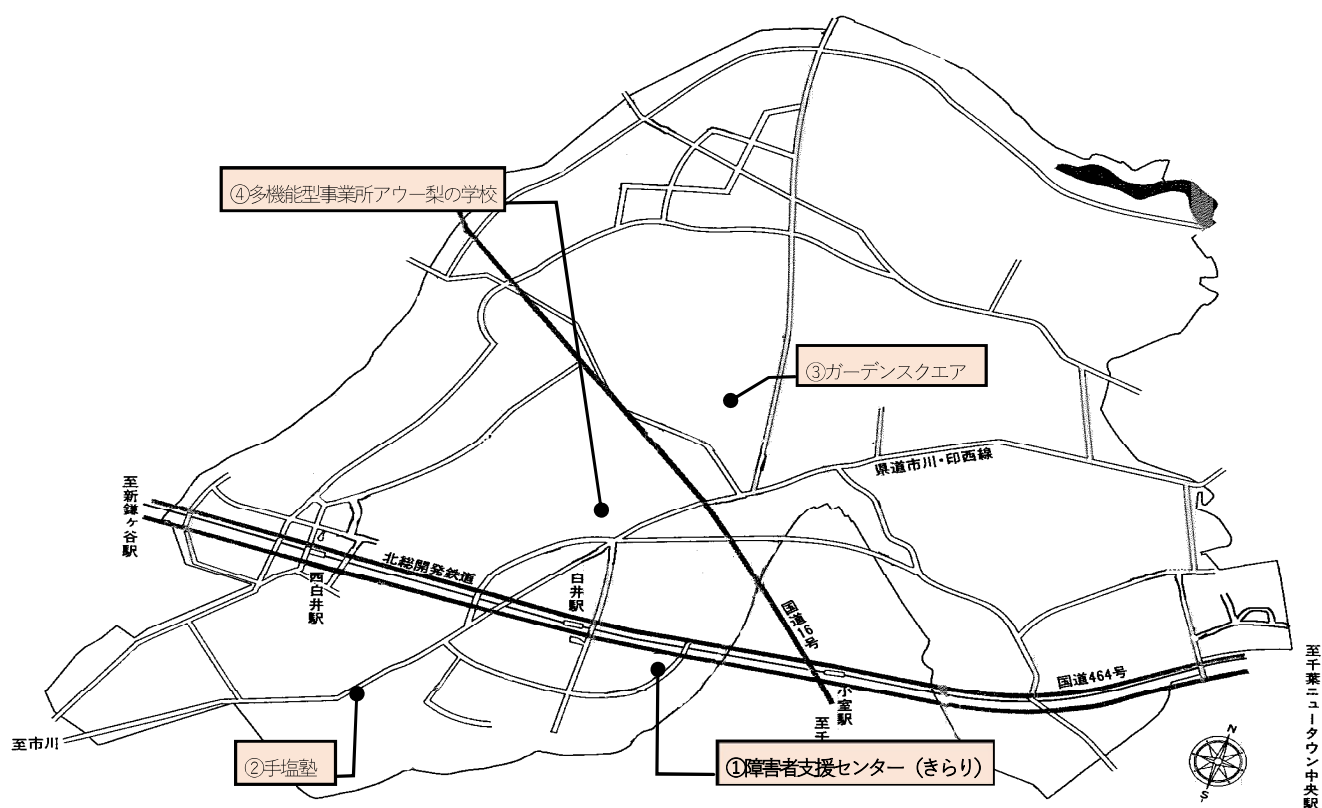 ④多機能型事業所アウー梨の学校
③ガーデンスクエア
県道市川・印西線
至新鎌ヶ谷駅
北総開発鉄道
西白井駅
白井駅
国道16号
国道464号
小室駅
至千
至千葉ニュータウン中央駅
至市川
②手塩塾
①障害者支援センター（きらり）
N
S